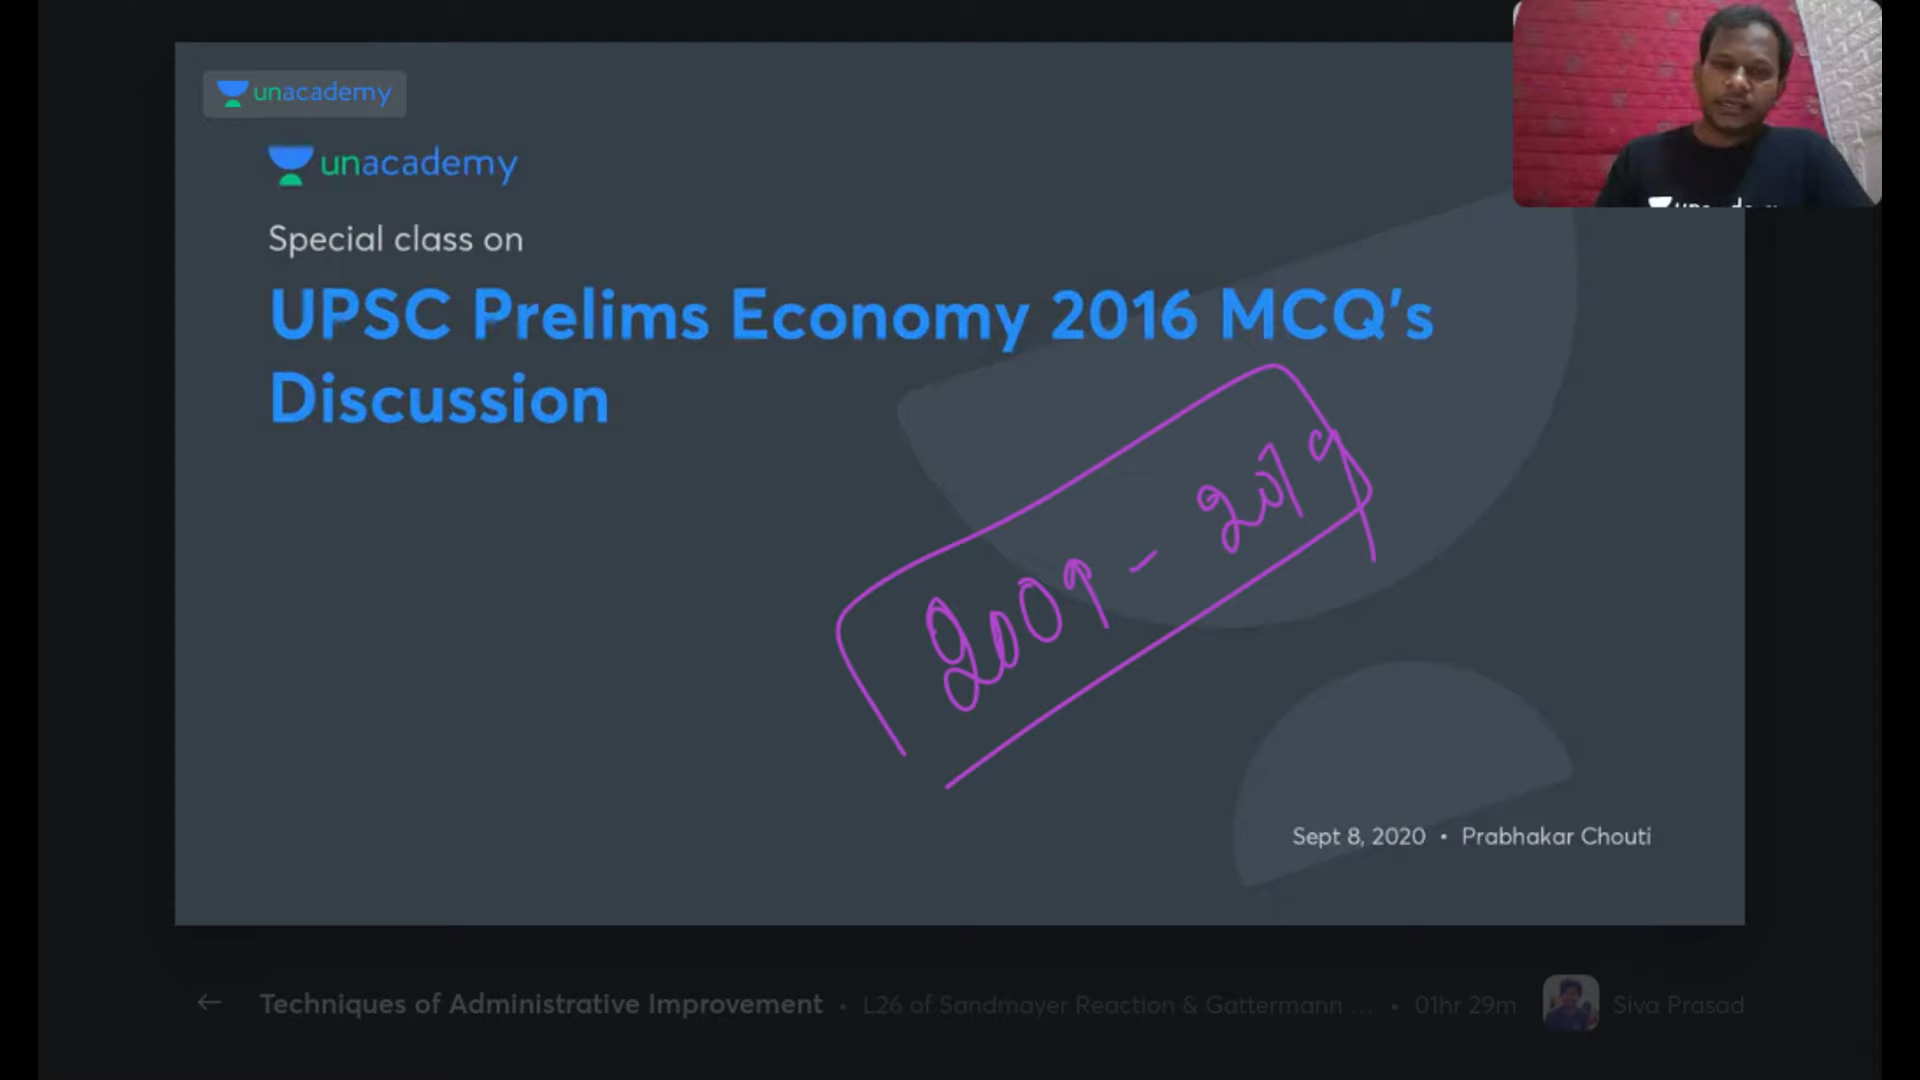 unacademy
unacademy
Special class on
UPSC Prelims Economy 2016 MCQ's
Discussion
2009 - 2019
Sept 8, 2020 • Prabhakar Chouti
← Techniques of Administrative Improvement • L26 of Sandmayer Reaction & Gattermann ... • 01hr 29m Siva Prasad